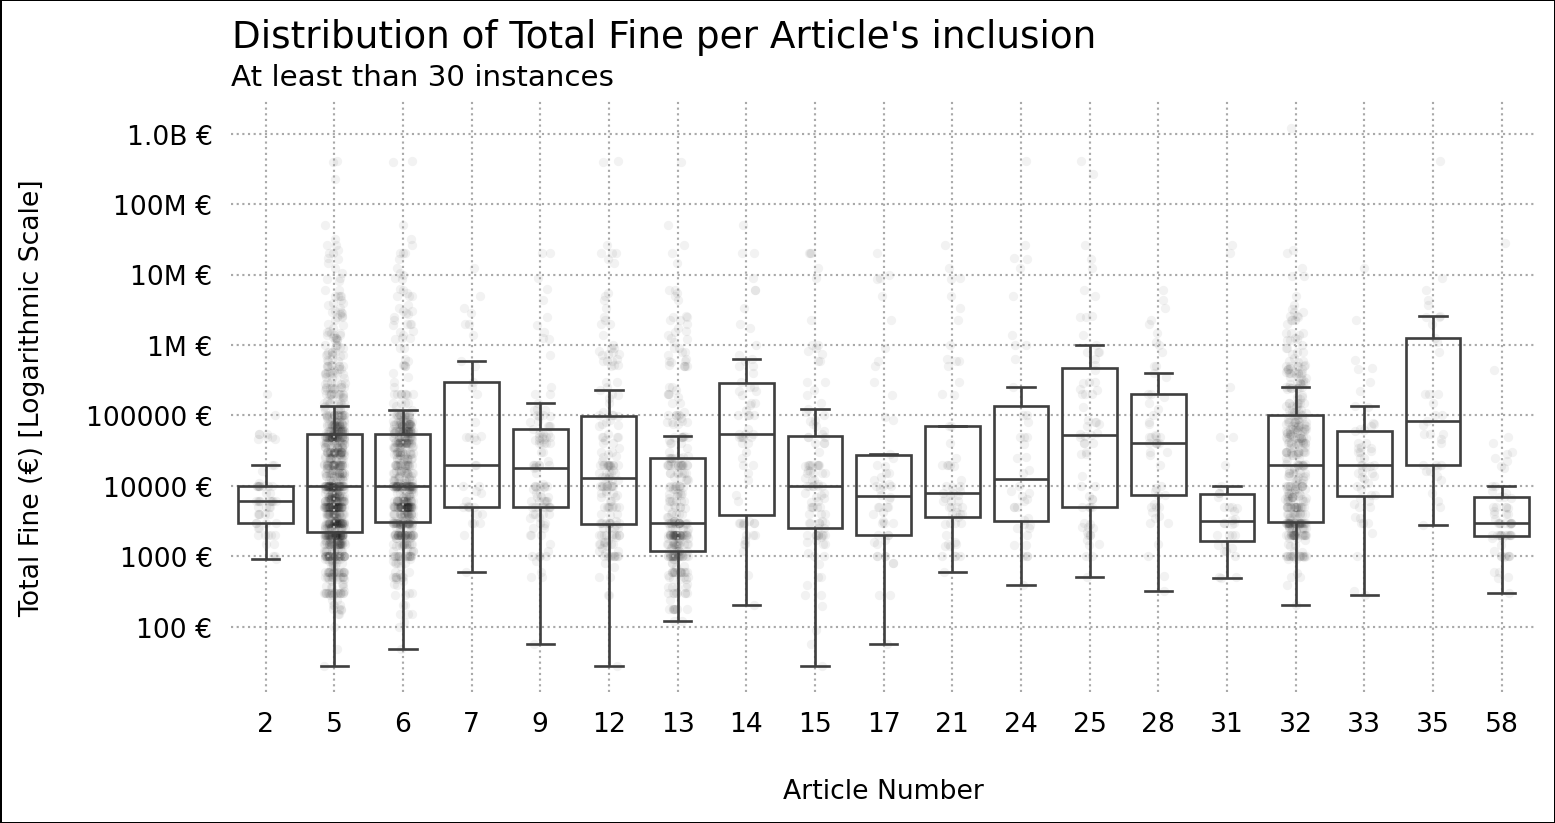 Distribution of Total Fine per Article's inclusion
At least than 30 instances
Total Fine (€) [Logarithmic Scale]
1.0B €
100M €
10M €
1M €
100000 €
10000 €
1000 €
100 €
2 5 6 7 9 12 13 14 15 17 21 24 25 28 31 32 33 35 58
Article Number